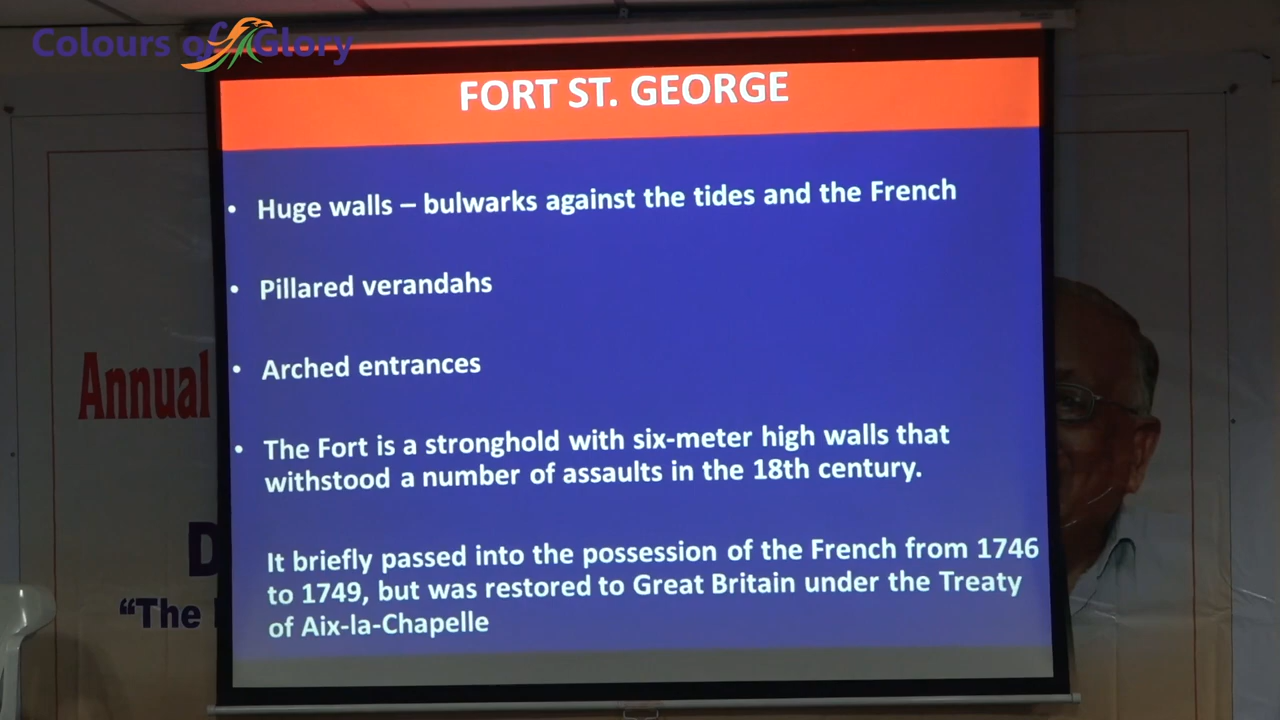 Colours of Glory
FORT ST. GEORGE
• Huge walls – bulwarks against the tides and the French
• Pillared verandahs
• Arched entrances
• The Fort is a stronghold with six-meter high walls that
withstood a number of assaults in the 18th century.
It briefly passed into the possession of the French from 1746
to 1749, but was restored to Great Britain under the Treaty
of Aix-la-Chapelle
Annual
D
“The